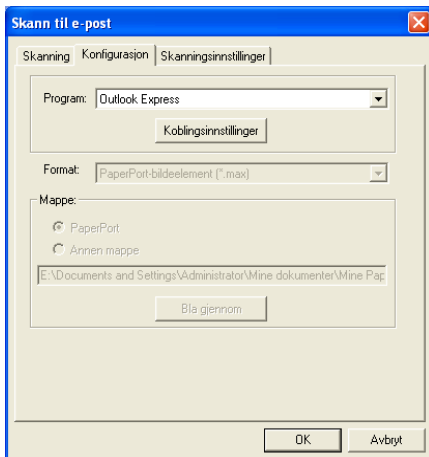 Skann til e-post
Skanning Konfigurasjon Skanningsinnstillinger
Program: Outlook Express
Koblingsinnstillinger
Format: PaperPort-bildeelement (*.max)
Mappe:
PaperPort
Annen mappe
E:\Documents and Settings\Administrator\Mine dokumenter\Mine Pap
Bla gjennom
OK Avbryt